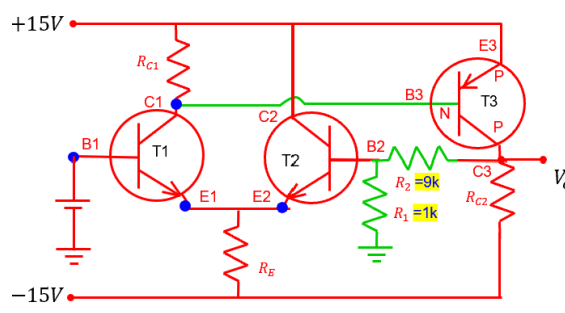 +15V
E3
R_C1
P
C1
B3
T3
N
C2
P
B1
T1
B2
T2
R_2 =9k
C3
V_o
E1
E2
R_1 =1k
R_C2
R_E
−15V